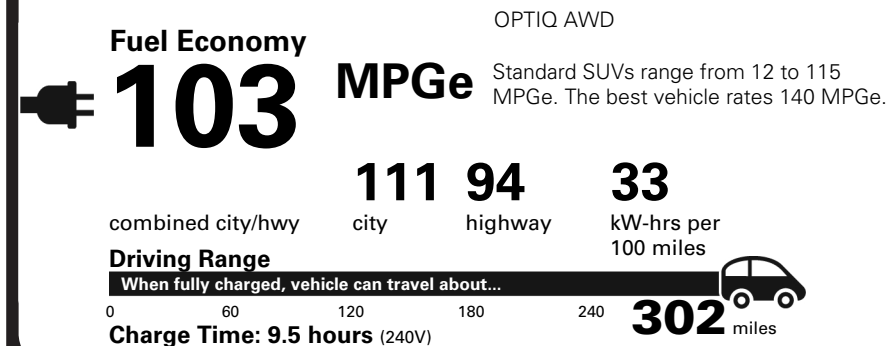 OPTIQ AWD
Fuel Economy
103 MPGe
Standard SUVs range from 12 to 115
MPGe. The best vehicle rates 140 MPGe.
111 94 33
combined city/hwy city highway kW-hrs per
100 miles
Driving Range
When fully charged, vehicle can travel about...
0 60 120 180 240 302 miles
Charge Time: 9.5 hours (240V)